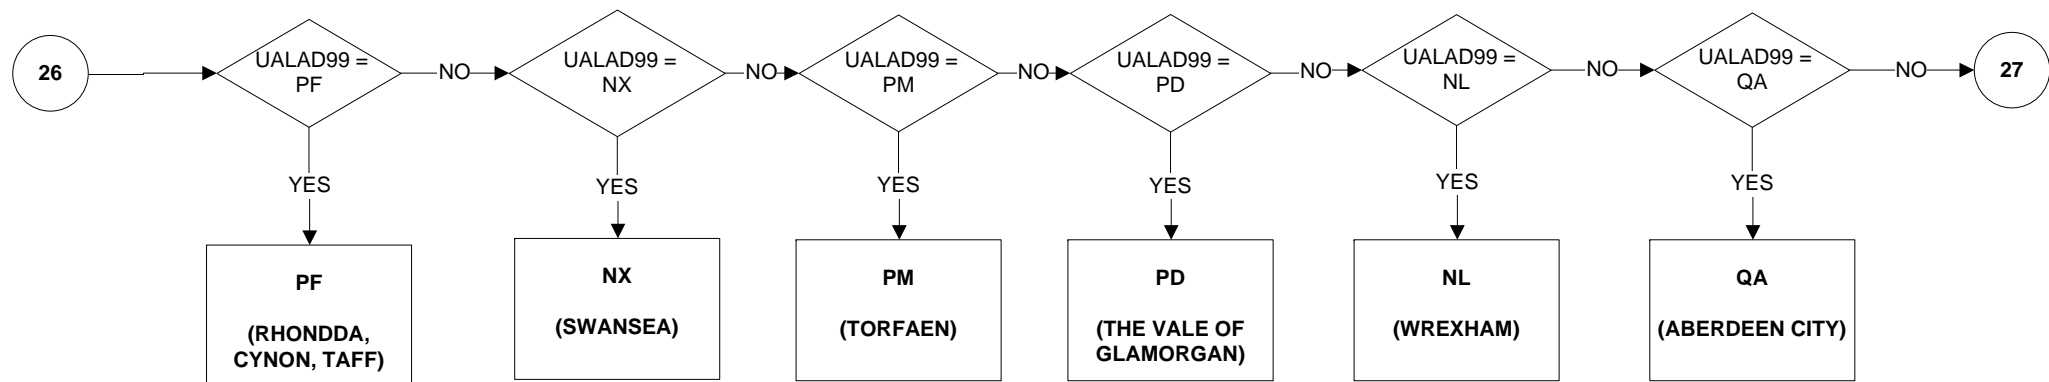 26
UALAD99 =
PF
NO
UALAD99 =
NX
NO
UALAD99 =
PM
NO
UALAD99 =
PD
NO
UALAD99 =
NL
NO
UALAD99 =
QA
NO
27
YES
YES
YES
YES
YES
YES
PF
(RHONDDA,
CYNON, TAFF)
NX
(SWANSEA)
PM
(TORFAEN)
PD
(THE VALE OF
GLAMORGAN)
NL
(WREXHAM)
QA
(ABERDEEN CITY)